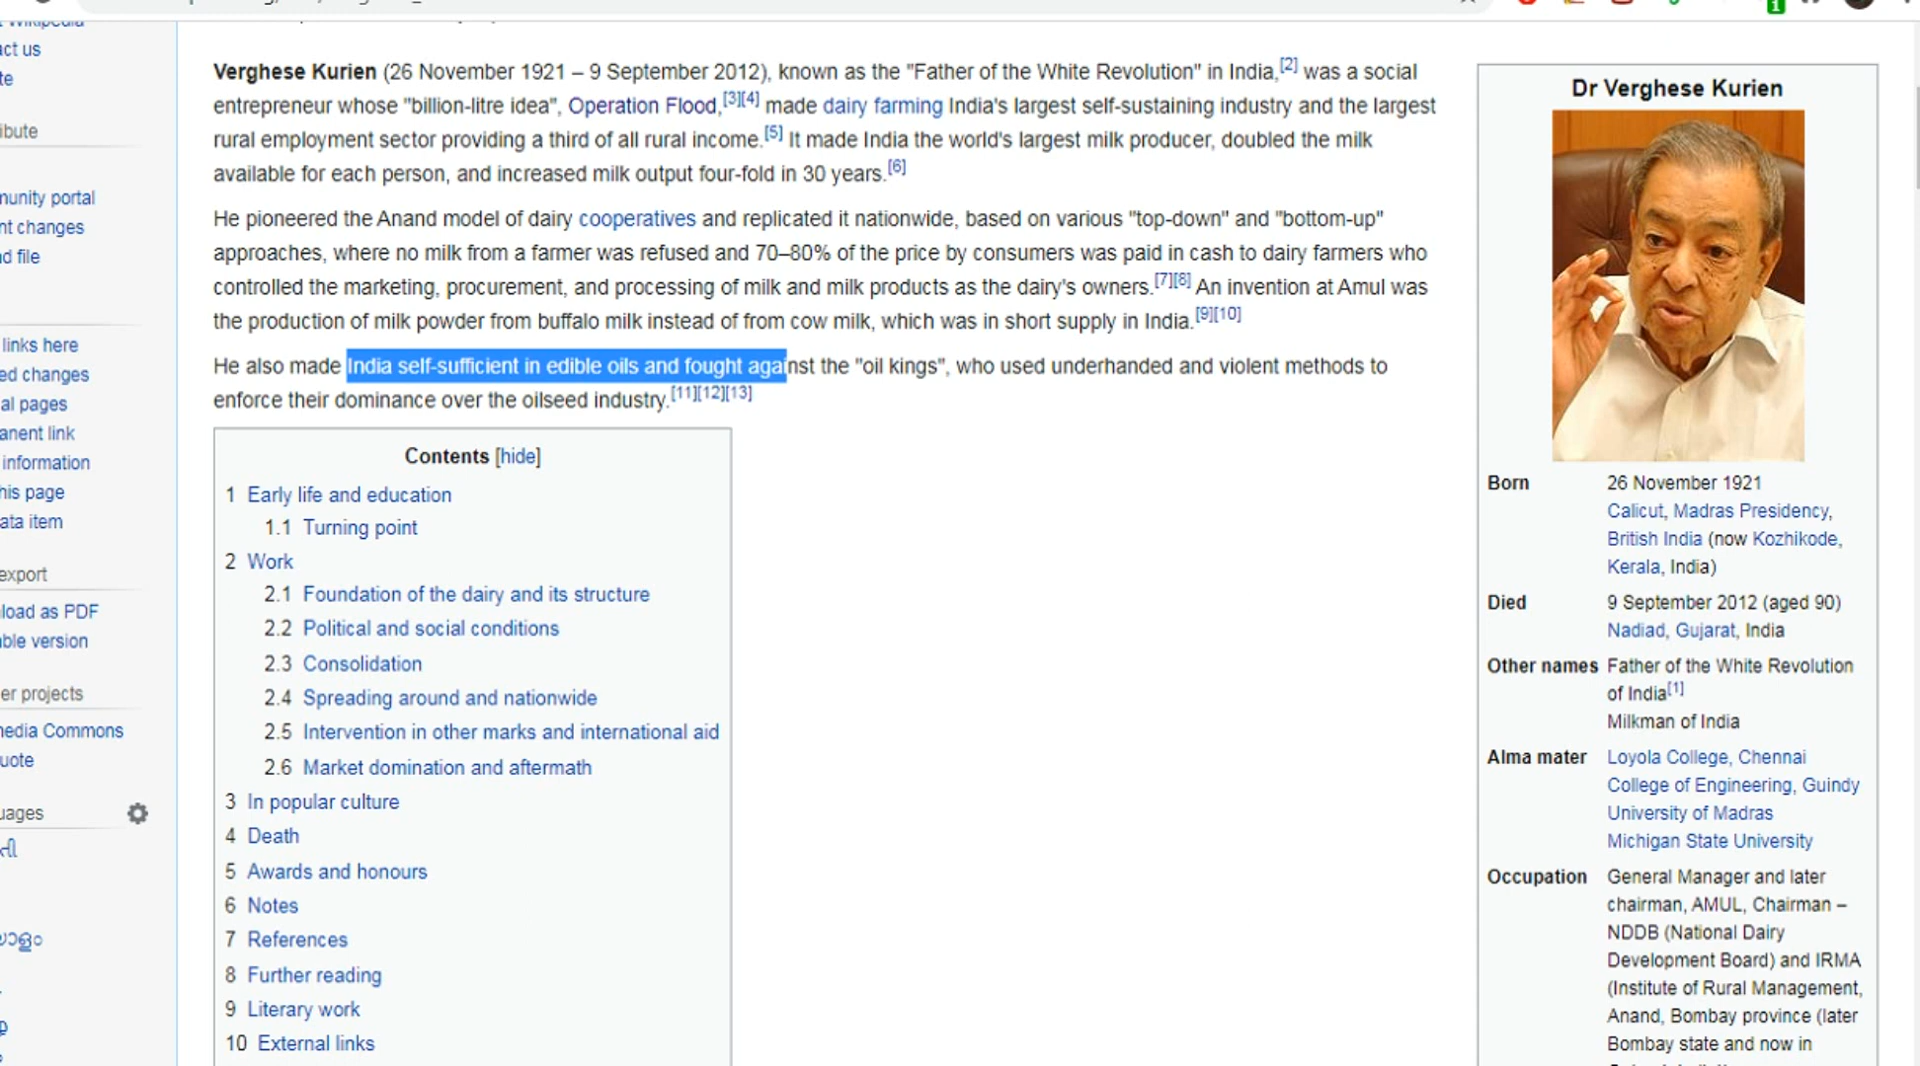 act us
te
ibute
nunity portal
nt changes
d file
links here
ed changes
al pages
anent link
information
his page
ata item
export
load as PDF
ble version
er projects
nedia Commons
uote
uages
Verghese Kurien (26 November 1921 – 9 September 2012), known as the "Father of the White Revolution" in India,[2] was a social
entrepreneur whose "billion-litre idea", Operation Flood,[3][4] made dairy farming India's largest self-sustaining industry and the largest
rural employment sector providing a third of all rural income.[5] It made India the world's largest milk producer, doubled the milk
available for each person, and increased milk output four-fold in 30 years.[6]
He pioneered the Anand model of dairy cooperatives and replicated it nationwide, based on various "top-down" and "bottom-up"
approaches, where no milk from a farmer was refused and 70–80% of the price by consumers was paid in cash to dairy farmers who
controlled the marketing, procurement, and processing of milk and milk products as the dairy's owners.[7][8] An invention at Amul was
the production of milk powder from buffalo milk instead of from cow milk, which was in short supply in India.[9][10]
He also made India self-sufficient in edible oils and fought against the "oil kings", who used underhanded and violent methods to
enforce their dominance over the oilseed industry.[11][12][13]
Contents [hide]
1 Early life and education
1.1 Turning point
2 Work
2.1 Foundation of the dairy and its structure
2.2 Political and social conditions
2.3 Consolidation
2.4 Spreading around and nationwide
2.5 Intervention in other marks and international aid
2.6 Market domination and aftermath
3 In popular culture
4 Death
5 Awards and honours
6 Notes
7 References
8 Further reading
9 Literary work
10 External links
Dr Verghese Kurien
Born 26 November 1921
Calicut, Madras Presidency,
British India (now Kozhikode,
Kerala, India)
Died 9 September 2012 (aged 90)
Nadiad, Gujarat, India
Other names Father of the White Revolution
of India[1]
Milkman of India
Alma mater Loyola College, Chennai
College of Engineering, Guindy
University of Madras
Michigan State University
Occupation General Manager and later
chairman, AMUL, Chairman –
NDDB (National Dairy
Development Board) and IRMA
(Institute of Rural Management,
Anand, Bombay province (later
Bombay state and now in